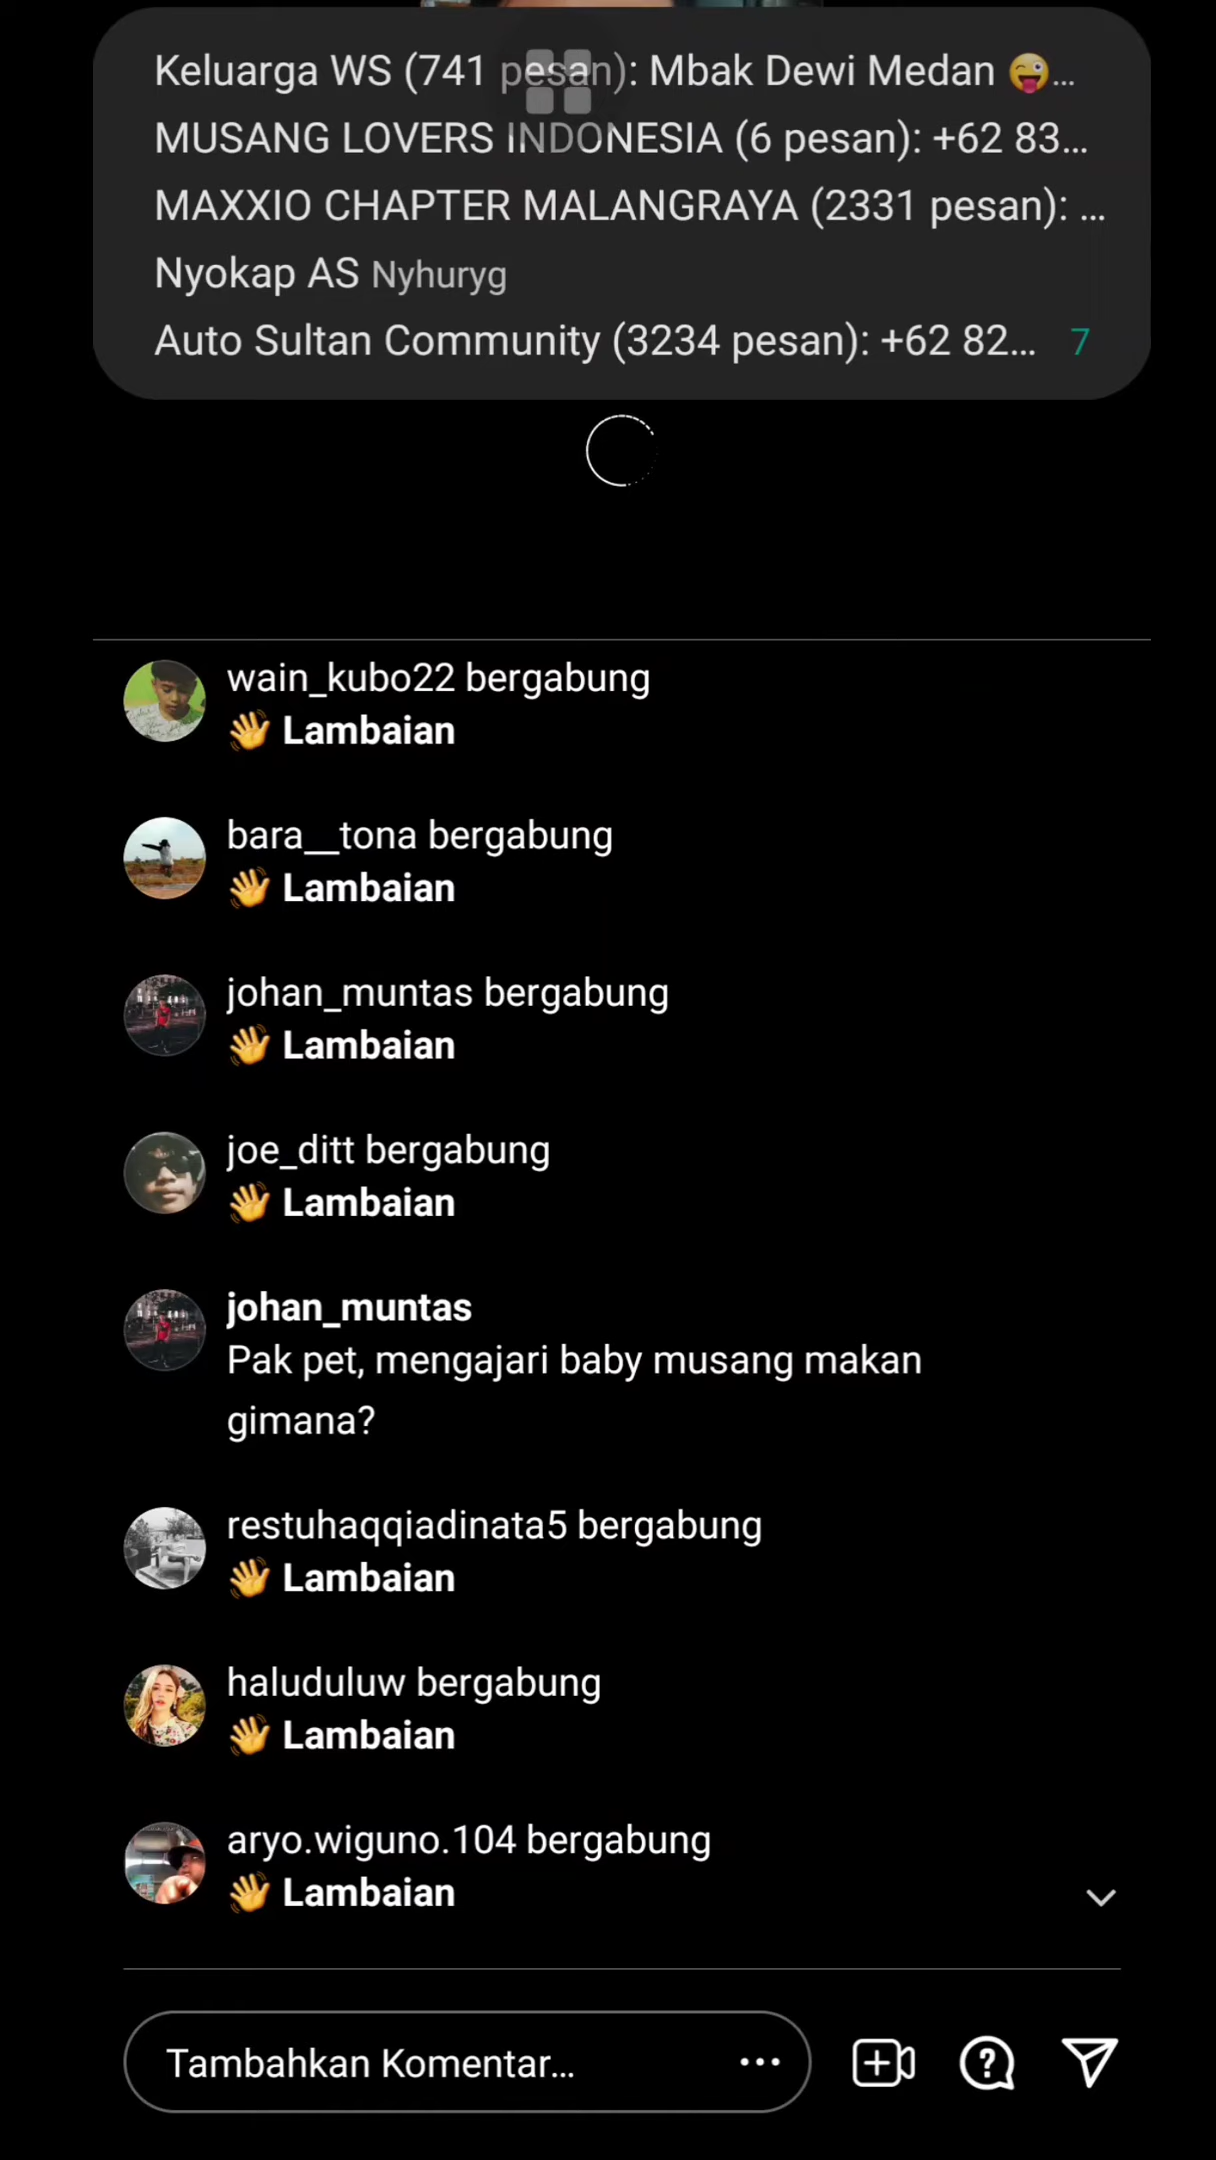 Keluarga WS (741 pesan): Mbak Dewi Medan 😜...
MUSANG LOVERS INDONESIA (6 pesan): +62 83...
MAXXIO CHAPTER MALANGRAYA (2331 pesan): ...
Nyokap AS Nyhuryg
Auto Sultan Community (3234 pesan): +62 82... 7
wain_kubo22 bergabung
👋 Lambaian
bara__tona bergabung
👋 Lambaian
johan_muntas bergabung
👋 Lambaian
joe_ditt bergabung
👋 Lambaian
johan_muntas
Pak pet, mengajari baby musang makan
gimana?
restuhaqqiadinata5 bergabung
👋 Lambaian
haluduluw bergabung
👋 Lambaian
aryo.wiguno.104 bergabung
👋 Lambaian
Tambahkan Komentar...